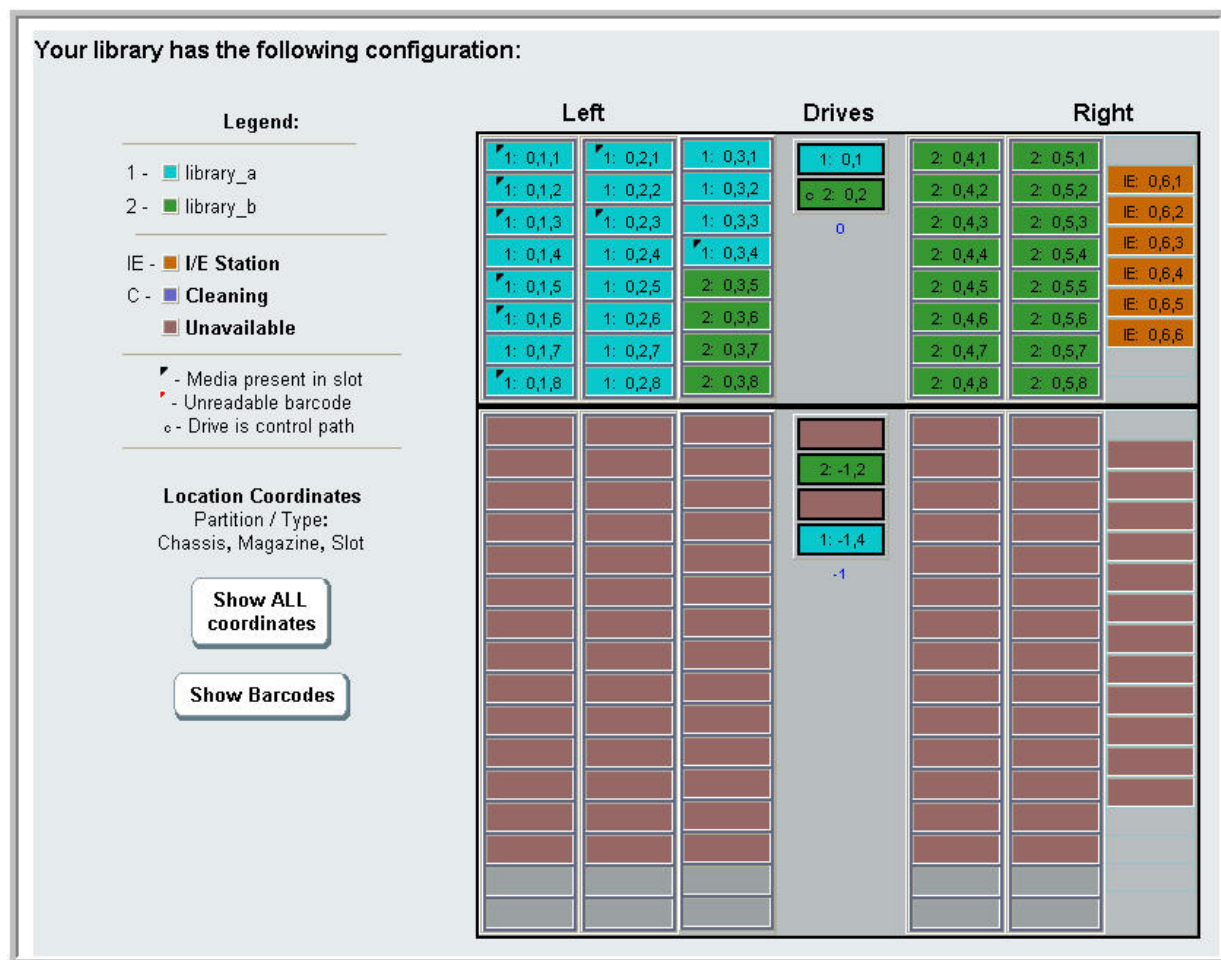 Your library has the following configuration:
Legend:
1 - library_a
2 - library_b
IE - I/E Station
C - Cleaning
Unavailable
- Media present in slot
- Unreadable barcode
c - Drive is control path
Location Coordinates
Partition / Type:
Chassis, Magazine, Slot
Show ALL
coordinates
Show Barcodes
Left Drives Right
1: 0,1,1 1: 0,2,1 1: 0,3,1 1: 0,1 2: 0,4,1 2: 0,5,1
1: 0,1,2 1: 0,2,2 1: 0,3,2 c 2: 0,2 2: 0,4,2 2: 0,5,2 IE: 0,6,1
1: 0,1,3 1: 0,2,3 1: 0,3,3 0 2: 0,4,3 2: 0,5,3 IE: 0,6,2
1: 0,1,4 1: 0,2,4 1: 0,3,4 2: 0,4,4 2: 0,5,4 IE: 0,6,3
1: 0,1,5 1: 0,2,5 2: 0,3,5 2: 0,4,5 2: 0,5,5 IE: 0,6,4
1: 0,1,6 1: 0,2,6 2: 0,3,6 2: 0,4,6 2: 0,5,6 IE: 0,6,5
1: 0,1,7 1: 0,2,7 2: 0,3,7 2: 0,4,7 2: 0,5,7 IE: 0,6,6
1: 0,1,8 1: 0,2,8 2: 0,3,8 2: 0,4,8 2: 0,5,8
2: -1,2
1: -1,4
-1